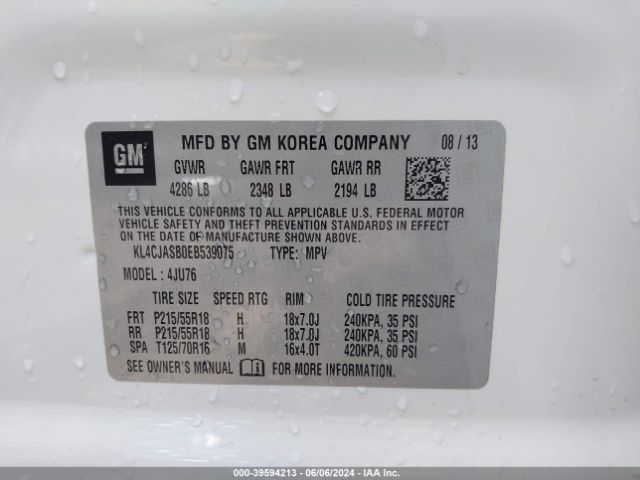 GM
MFD BY GM KOREA COMPANY 08 / 13
GVWR GAWR FRT GAWR RR
4286 LB 2348 LB 2194 LB
THIS VEHICLE CONFORMS TO ALL APPLICABLE U.S. FEDERAL MOTOR
VEHICLE SAFETY AND THEFT PREVENTION STANDARDS IN EFFECT ON
THE DATE OF MANUFACTURE SHOWN ABOVE.
KL4CJASB0EB539075 TYPE: MPV
MODEL : 4JU76
TIRE SIZE SPEED RTG RIM COLD TIRE PRESSURE
FRT P215/55R18 H 18x7.0J 240KPA, 35 PSI
RR P215/55R18 H 18x7.0J 240KPA, 35 PSI
SPA T125/70R16 M 16x4.0T 420KPA, 60 PSI
SEE OWNER'S MANUAL FOR MORE INFORMATION.
000-39594213 - 06/06/2024 - IAA Inc.